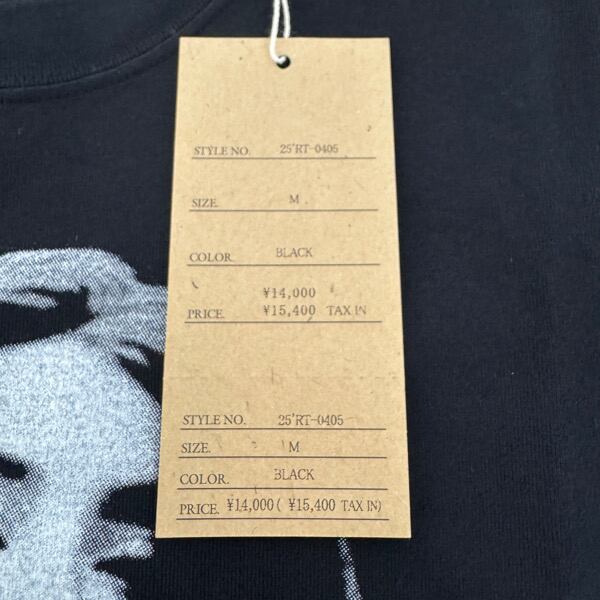 STYLE NO. 25'RT-0405
SIZE. M
COLOR. BLACK
¥14,000
PRICE. ¥15,400 TAX IN
STYLE NO. 25'RT-0405
SIZE. M
COLOR. BLACK
PRICE. ¥14,000 ( ¥15,400 TAX IN)